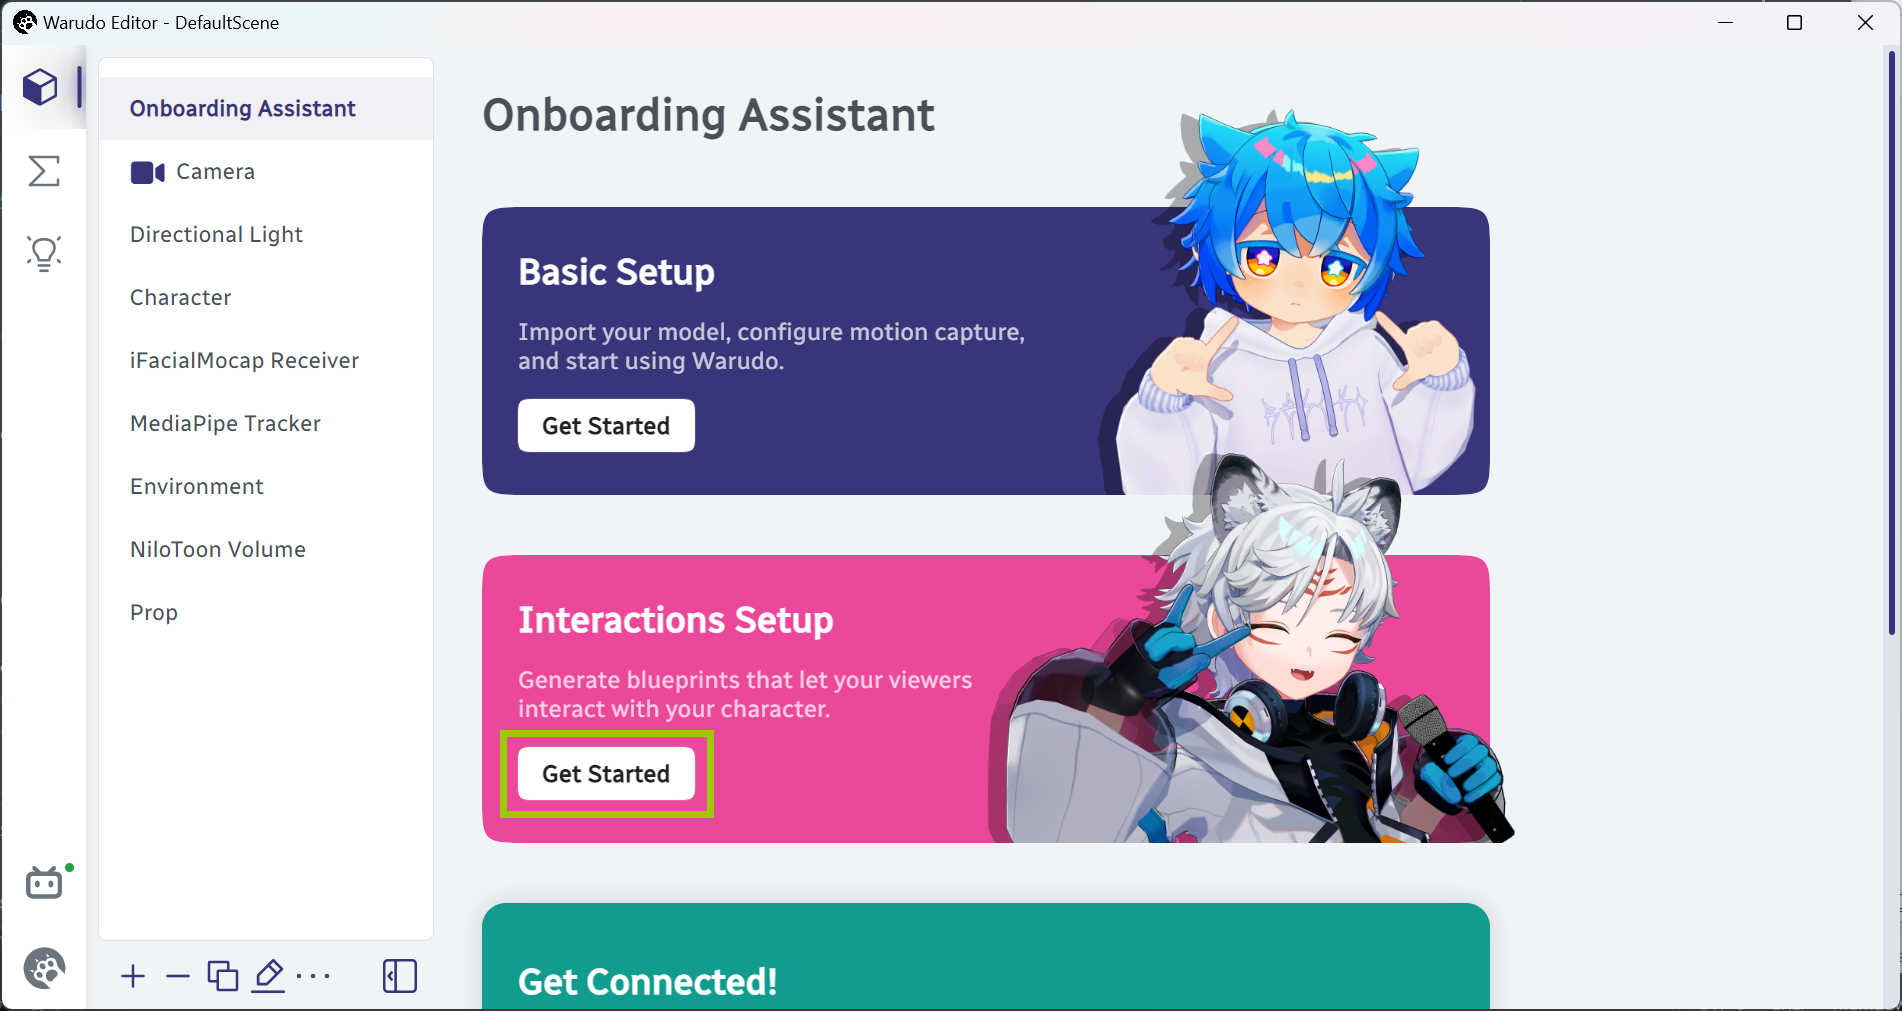 Warudo Editor - DefaultScene
Onboarding Assistant
Camera
Directional Light
Character
iFacialMocap Receiver
MediaPipe Tracker
Environment
NiloToon Volume
Prop
Onboarding Assistant
Basic Setup
Import your model, configure motion capture,
and start using Warudo.
Get Started
Interactions Setup
Generate blueprints that let your viewers
interact with your character.
Get Started
Get Connected!